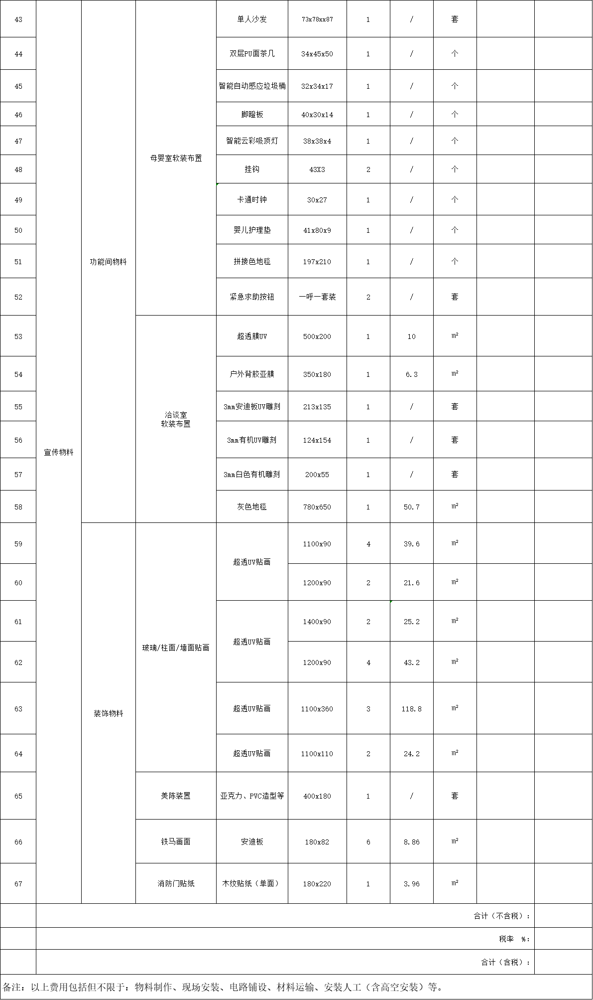 43 单人沙发 73x78xx87 1 / 套
44 双层PU面茶几 34x45x50 1 / 个
45 智能自动感应垃圾桶 32x34x17 1 / 个
46 脚蹬板 40x30x14 1 / 个
47 智能云彩吸顶灯 38x38x4 1 / 个
母婴室软装布置
48 挂钩 43X3 2 / 个
49 卡通时钟 30x27 1 / 个
50 婴儿护理垫 41x80x9 1 / 个
51 功能间物料 拼接色地毯 197x210 1 / 个
52 紧急求助按钮 一呼一套装 2 / 套
53 超透膜UV 500x200 1 10 m²
54 户外背胶亚膜 350x180 1 6.3 m²
55 3mm安迪板UV雕刻 213x135 1 / 套
洽谈室
软装布置
56 3mm有机UV雕刻 124x154 1 / 套
宣传物料
57 3mm白色有机雕刻 200x55 1 / 套
58 灰色地毯 780x650 1 50.7 m²
59 1100x90 4 39.6 m²
超透UV贴画
60 1200x90 2 21.6 m²
61 1400x90 2 25.2 m²
超透UV贴画
玻璃/柱面/墙面贴画
62 1200x90 4 43.2 m²
63 超透UV贴画 1100x360 3 118.8 m²
装饰物料
64 超透UV贴画 1100x110 2 24.2 m²
65 美陈装置 亚克力、PVC造型等 400x180 1 / 套
66 铁马画面 安迪板 180x82 6 8.86 m²
67 消防门贴纸 木纹贴纸（单面） 180x220 1 3.96 m²
合计（不含税）：
税率 %：
合计（含税）：
备注：以上费用包括但不限于：物料制作、现场安装、电路铺设、材料运输、安装人工（含高空安装）等。